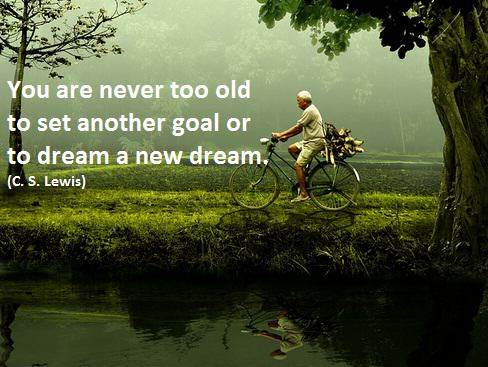 You are never too old
to set another goal or
to dream a new dream.
(C. S. Lewis)